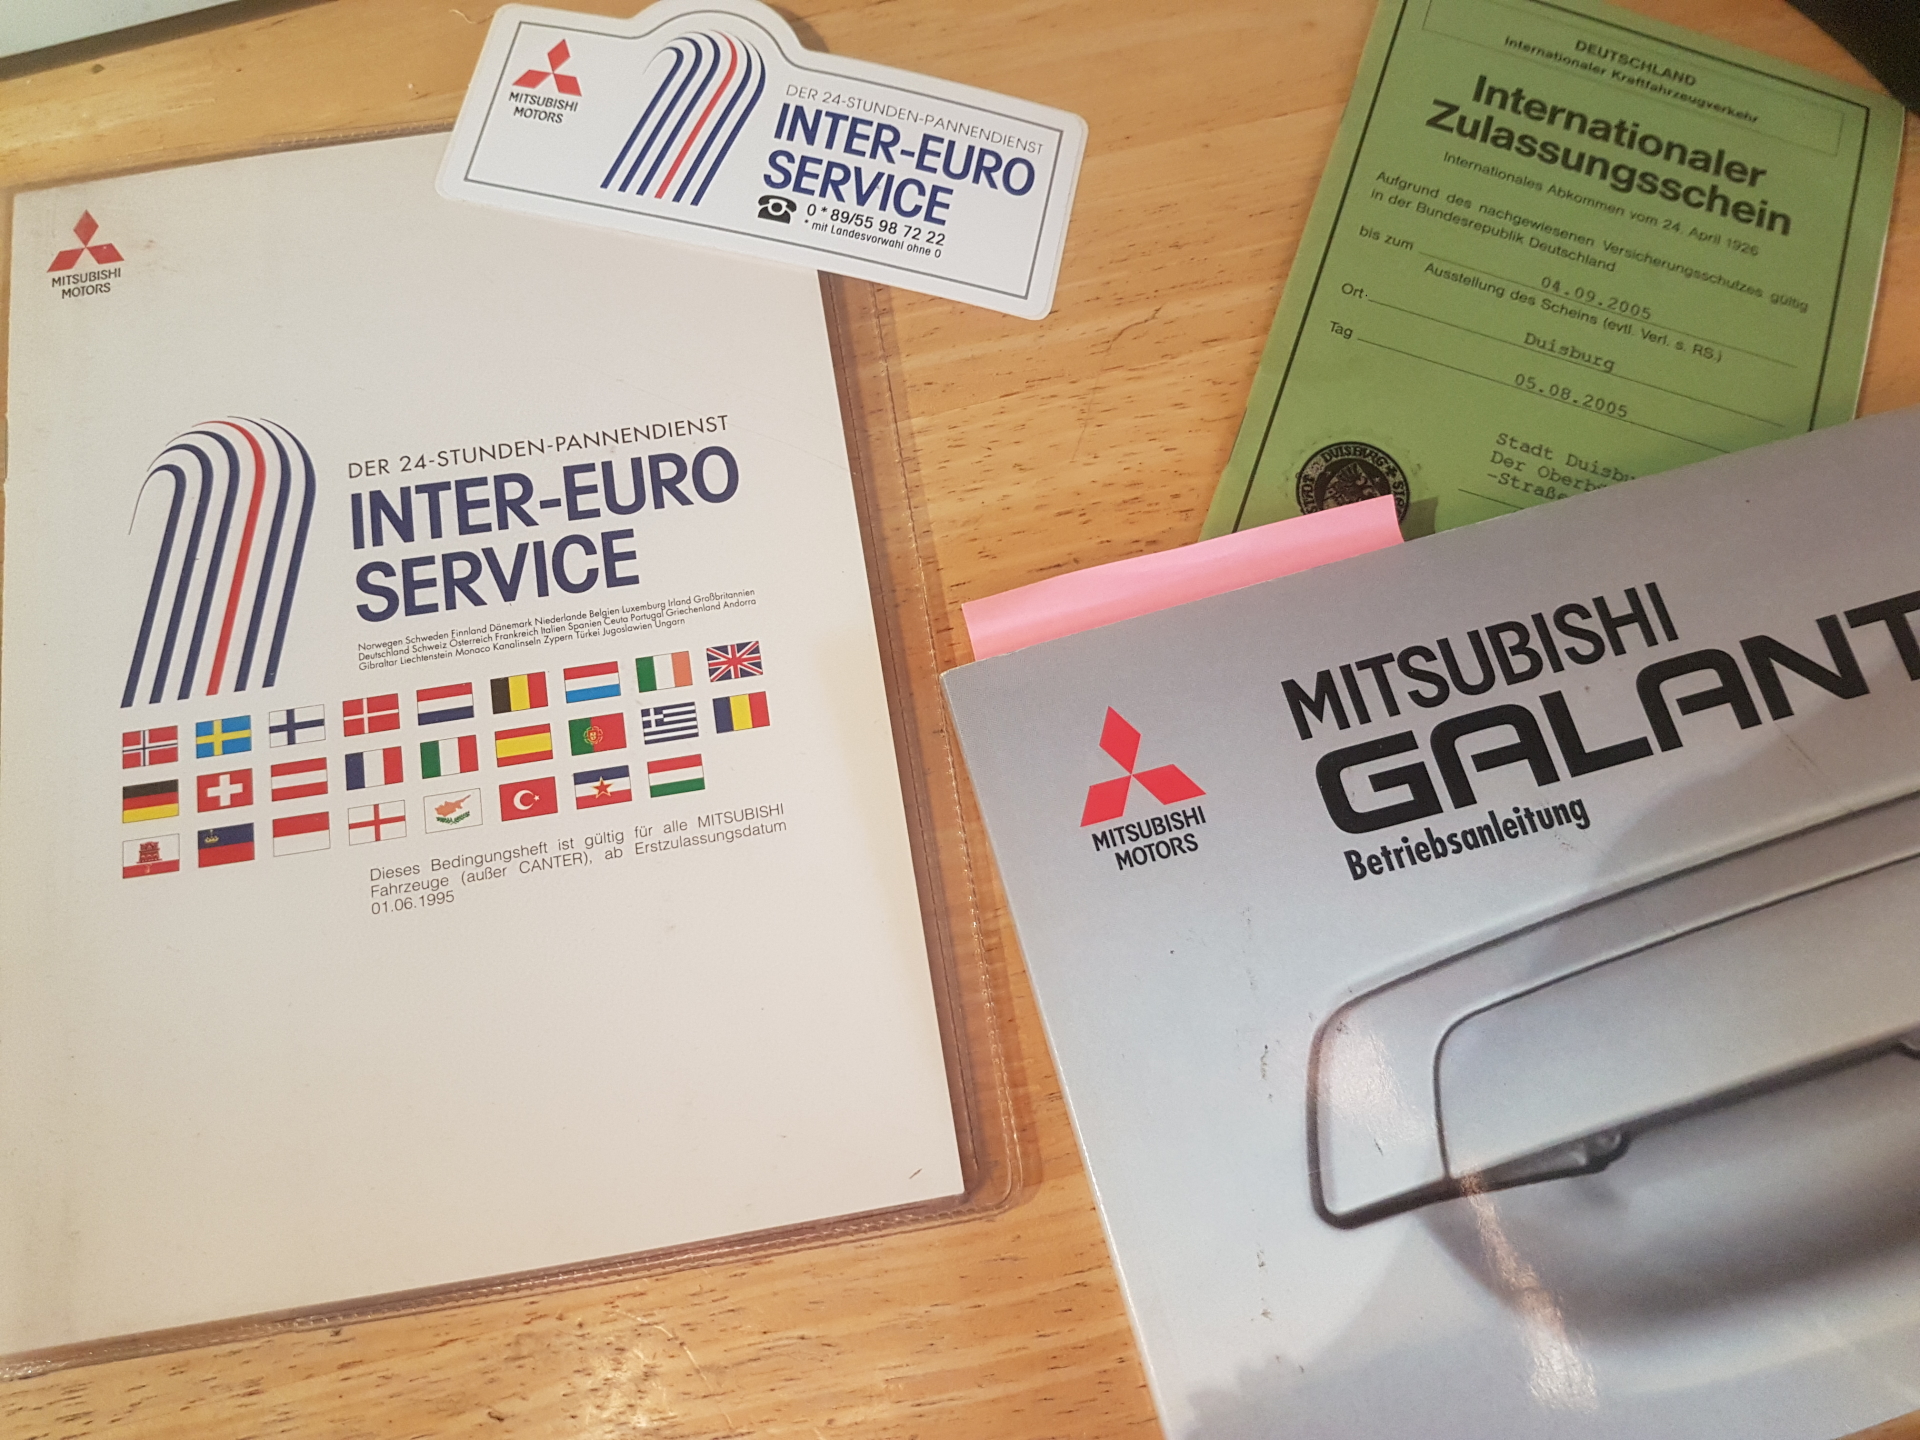 MITSUBISHI
MOTORS
DER 24-STUNDEN-PANNENDIENST
INTER-EURO
SERVICE
0*89/55 98 72 22
* mit Landesvorwahl ohne 0
MITSUBISHI
MOTORS
DER 24-STUNDEN-PANNENDIENST
INTER-EURO
SERVICE
Norwegen Schweden Finnland Dänemark Niederlande Belgien Luxemburg Irland Großbritannien
Deutschland Schweiz Österreich Frankreich Italien Spanien Ceuta Portugal Griechenland Andorra
Gibraltar Liechtenstein Monaco Kanalinseln Zypern Türkei Jugoslawien Ungarn
Dieses Bedingungsheft ist gültig für alle MITSUBISHI
Fahrzeuge (außer CANTER), ab Erstzulassungsdatum
01.06.1995
DEUTSCHLAND
Internationaler Kraftfahrzeugverkehr
Internationaler
Zulassungsschein
Internationales Abkommen vom 24. April 1926
Aufgrund des nachgewiesenen Versicherungsschutzes gültig
in der Bundesrepublik Deutschland
bis zum 04.09.2005
Ausstellung des Scheins (evtl. Verl. s. RS.)
Ort Duisburg
Tag 05.08.2005
Stadt Duisbu
Der Oberb
-Straße
DUISBURG
MITSUBISHI
MOTORS
MITSUBISHI
GALANT
Betriebsanleitung